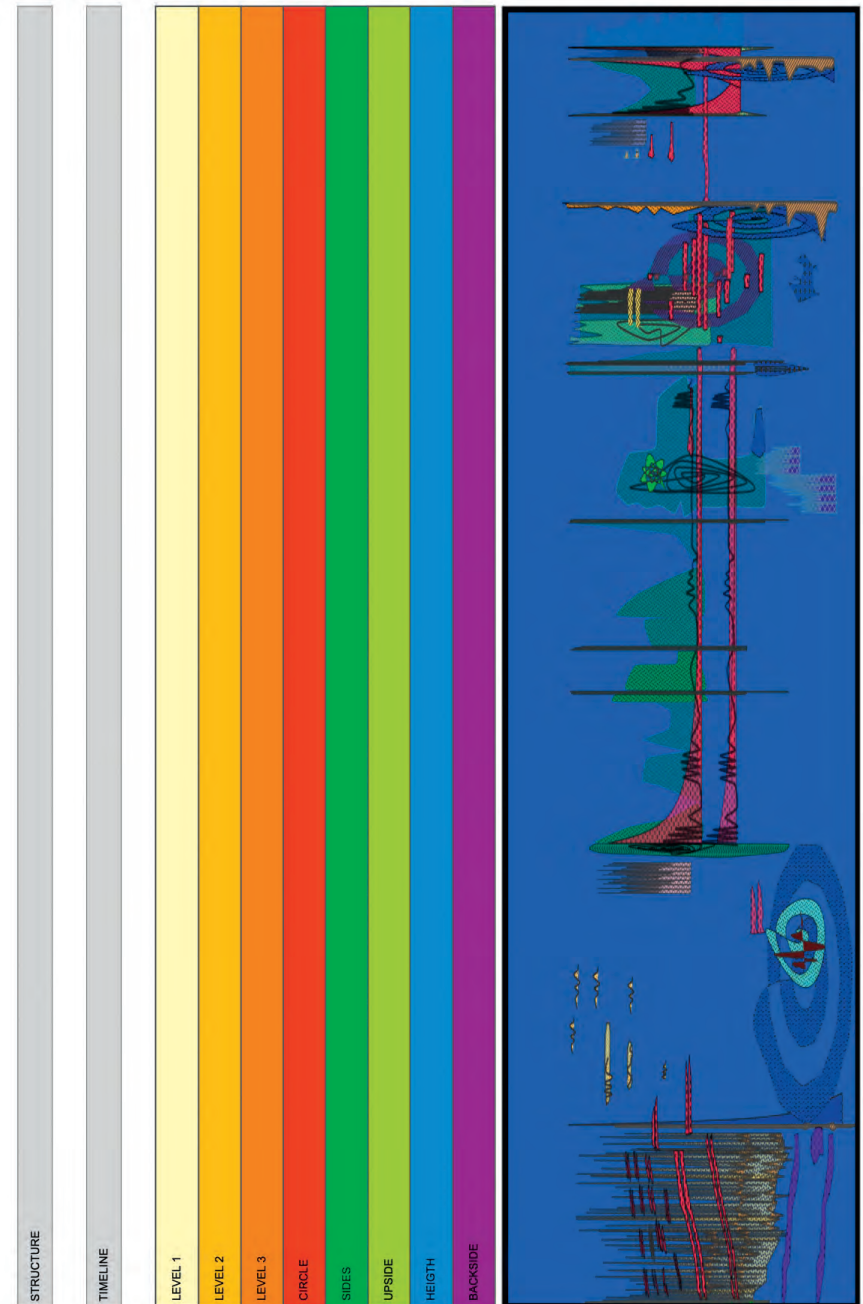 STRUCTURE
TIMELINE
LEVEL 1
LEVEL 2
LEVEL 3
CIRCLE
SIDES
UPSIDE
HEIGTH
BACKSIDE